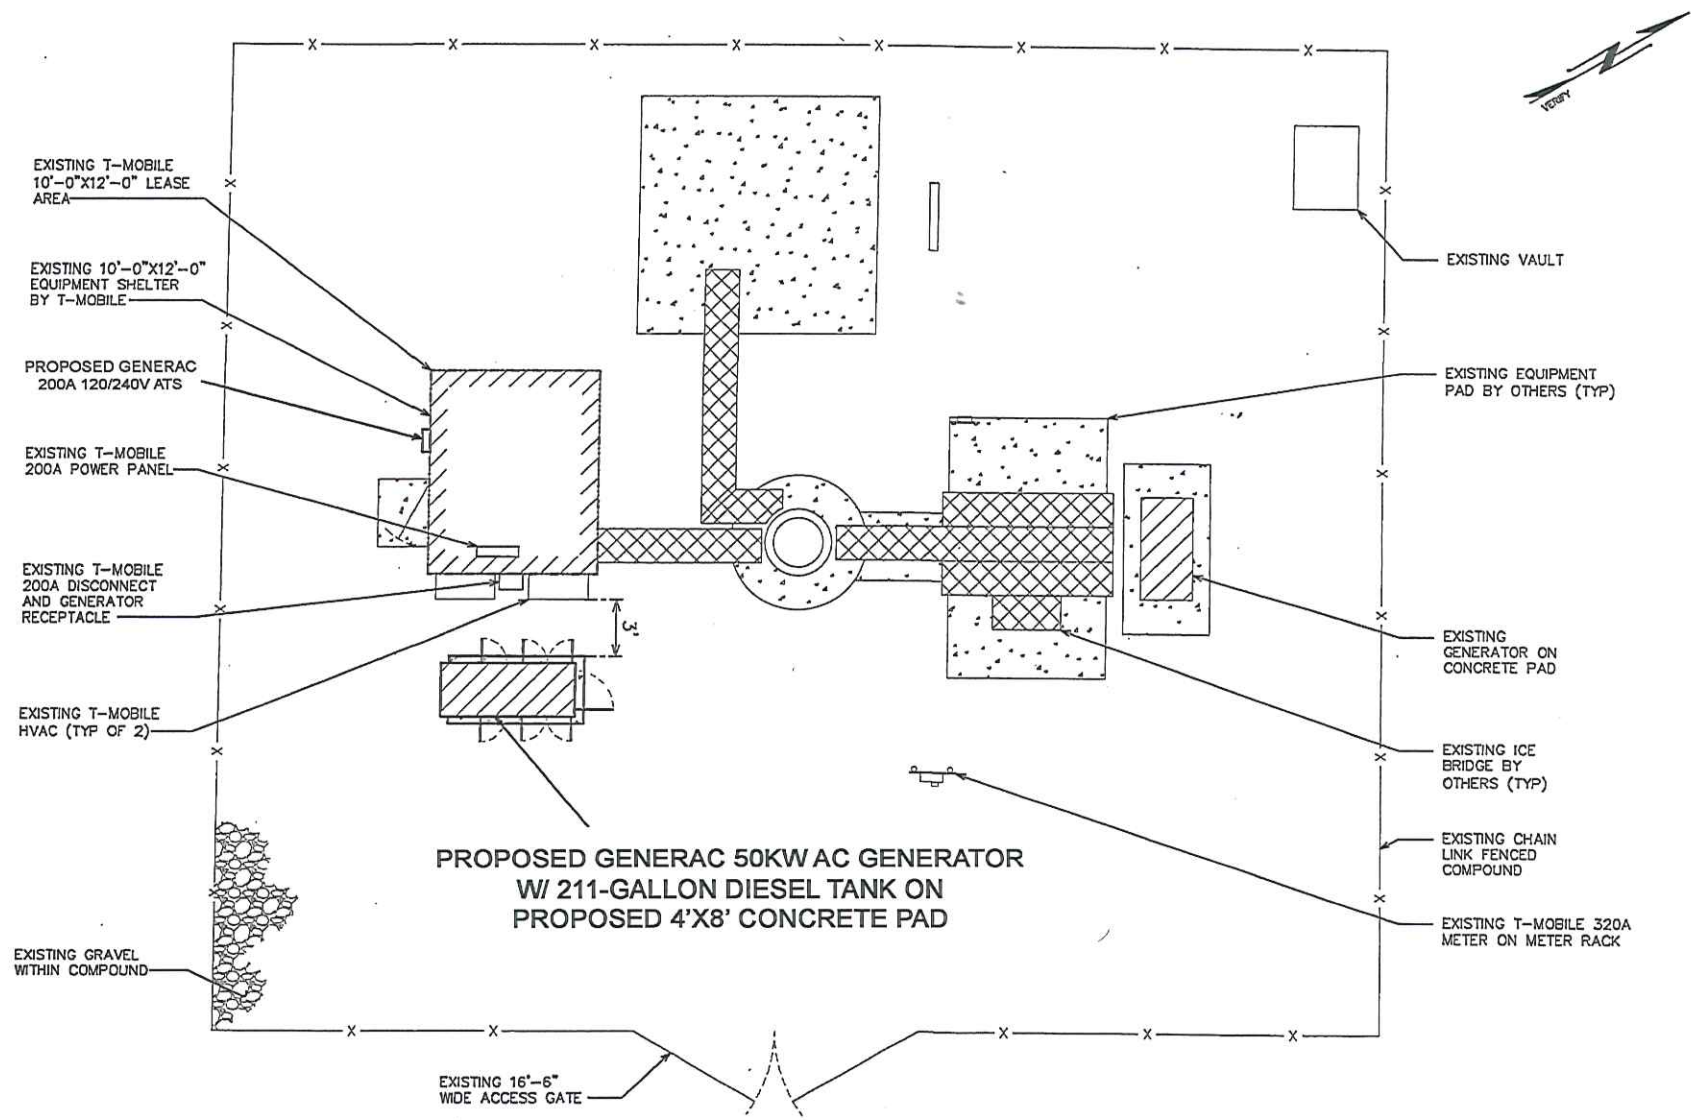 VERIFY
EXISTING T-MOBILE
10'-0"X12'-0" LEASE
AREA
EXISTING 10'-0"X12'-0"
EQUIPMENT SHELTER
BY T-MOBILE
PROPOSED GENERAC
200A 120/240V ATS
EXISTING T-MOBILE
200A POWER PANEL
EXISTING T-MOBILE
200A DISCONNECT
AND GENERATOR
RECEPTACLE
EXISTING T-MOBILE
HVAC (TYP OF 2)
EXISTING GRAVEL
WITHIN COMPOUND
3'
PROPOSED GENERAC 50KW AC GENERATOR
W/ 211-GALLON DIESEL TANK ON
PROPOSED 4'X8' CONCRETE PAD
EXISTING 16'-6"
WIDE ACCESS GATE
EXISTING VAULT
EXISTING EQUIPMENT
PAD BY OTHERS (TYP)
EXISTING
GENERATOR ON
CONCRETE PAD
EXISTING ICE
BRIDGE BY
OTHERS (TYP)
EXISTING CHAIN
LINK FENCED
COMPOUND
EXISTING T-MOBILE 320A
METER ON METER RACK